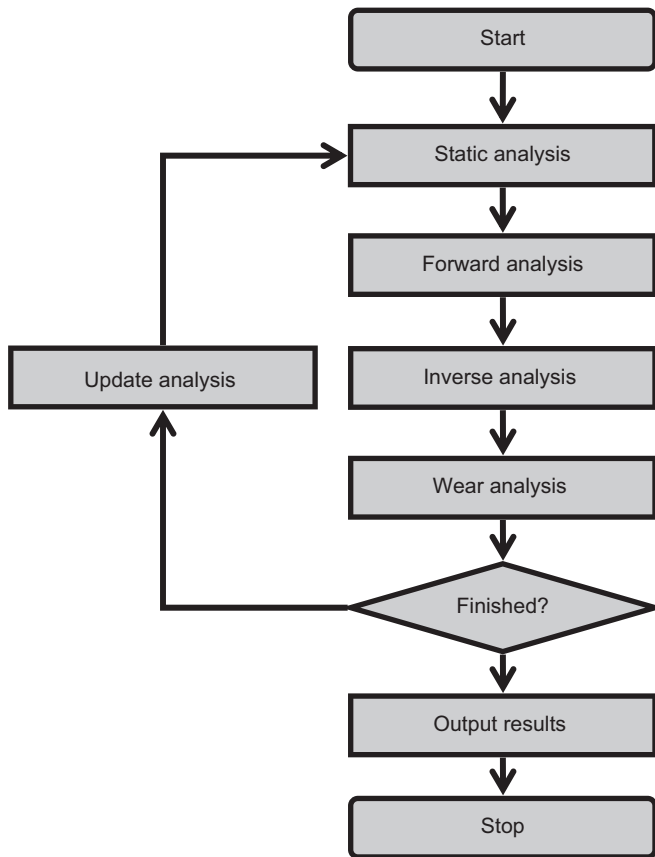 Start
Static analysis
Forward analysis
Inverse analysis
Update analysis
Wear analysis
Finished?
Output results
Stop